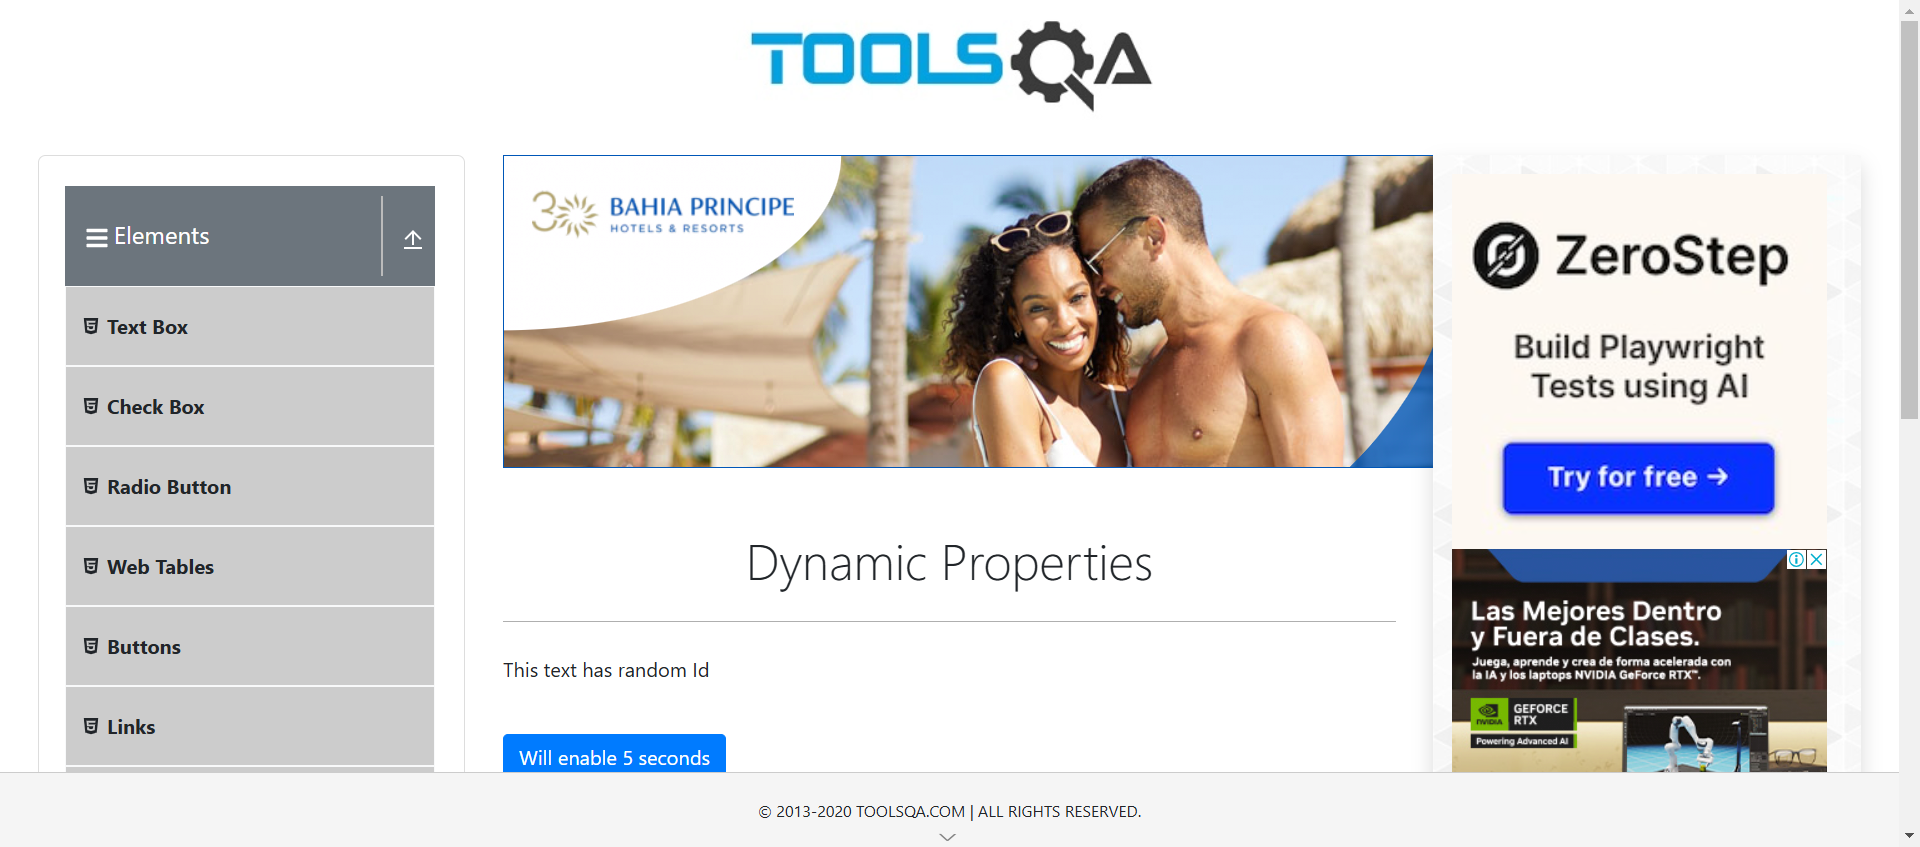 TOOLSQA
Elements
Text Box
Check Box
Radio Button
Web Tables
Buttons
Links
30 BAHIA PRINCIPE
HOTELS & RESORTS
Dynamic Properties
This text has random Id
Will enable 5 seconds
ZeroStep
Build Playwright
Tests using AI
Try for free →
Las Mejores Dentro
y Fuera de Clases.
Juega, aprende y crea de forma acelerada con
la IA y los laptops NVIDIA GeForce RTX™.
NVIDIA
GEFORCE
RTX
Powering Advanced AI
© 2013-2020 TOOLSQA.COM | ALL RIGHTS RESERVED.